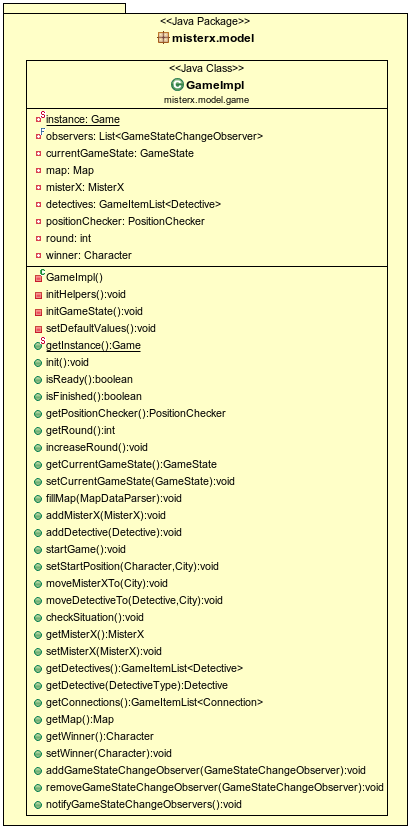 <<Java Package>>
misterx.model
<<Java Class>>
GameImpl
misterx.model.game
instance: Game
observers: List<GameStateChangeObserver>
currentGameState: GameState
map: Map
misterX: MisterX
detectives: GameItemList<Detective>
positionChecker: PositionChecker
round: int
winner: Character
GameImpl()
initHelpers():void
initGameState():void
setDefaultValues():void
getInstance():Game
init():void
isReady():boolean
isFinished():boolean
getPositionChecker():PositionChecker
getRound():int
increaseRound():void
getCurrentGameState():GameState
setCurrentGameState(GameState):void
fillMap(MapDataParser):void
addMisterX(MisterX):void
addDetective(Detective):void
startGame():void
setStartPosition(Character,City):void
moveMisterXTo(City):void
moveDetectiveTo(Detective,City):void
checkSituation():void
getMisterX():MisterX
setMisterX(MisterX):void
getDetectives():GameItemList<Detective>
getDetective(DetectiveType):Detective
getConnections():GameItemList<Connection>
getMap():Map
getWinner():Character
setWinner(Character):void
addGameStateChangeObserver(GameStateChangeObserver):void
removeGameStateChangeObserver(GameStateChangeObserver):void
notifyGameStateChangeObservers():void